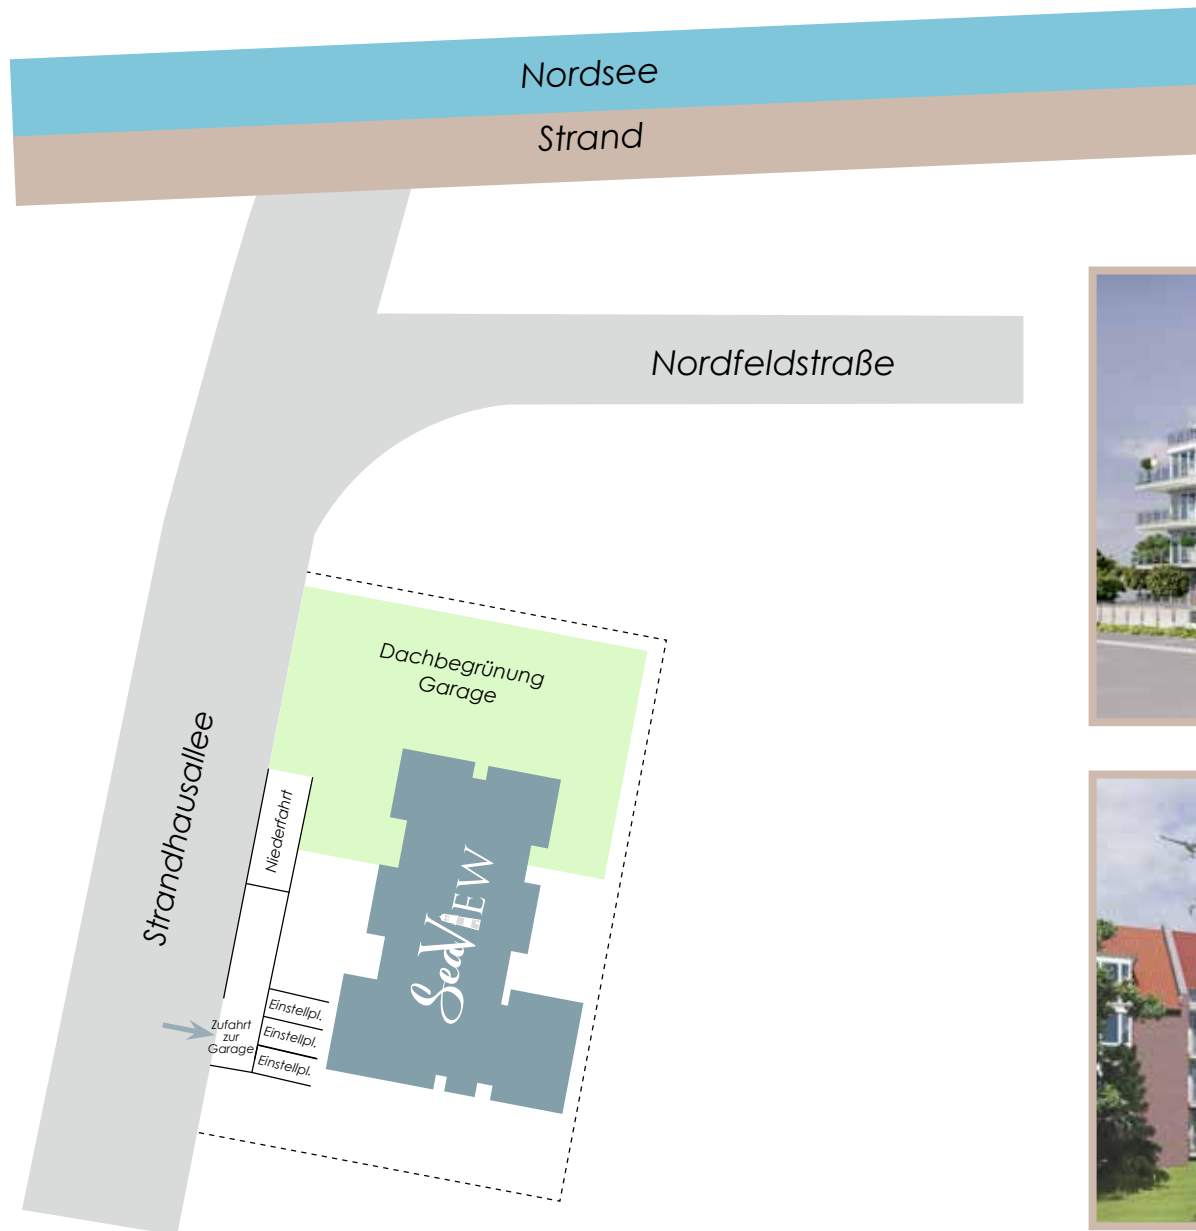 Nordsee
Strand
Nordfeldstraße
Dachbegrünung
Garage
Strandhausallee
Niederfahrt
SeaVIEW
Einstellpl.
Einstellpl.
Einstellpl.
Zufahrt
zur
Garage